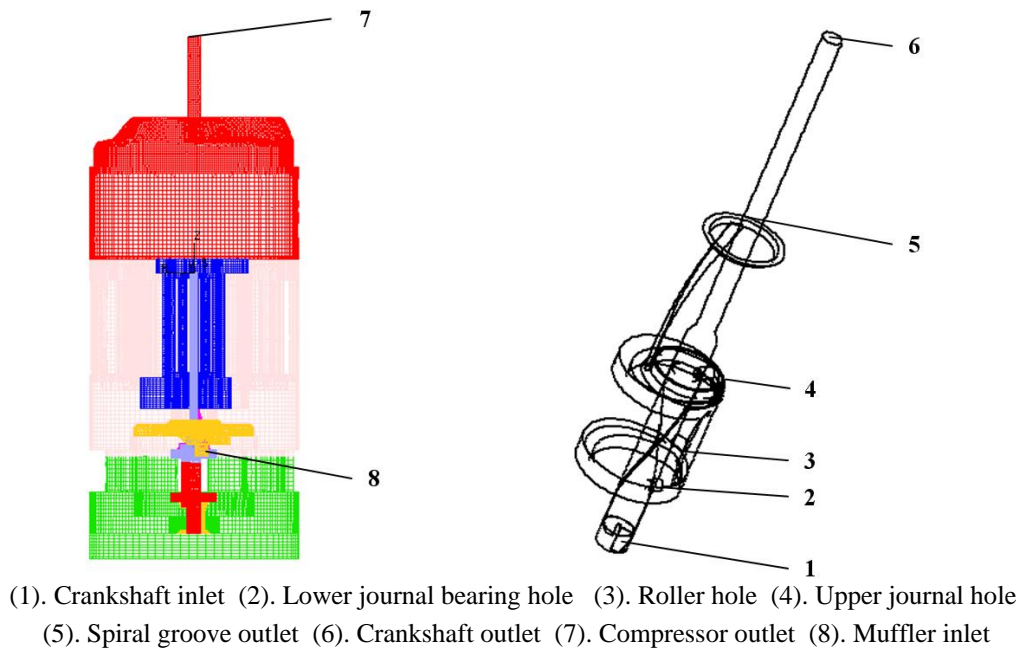 7
8
6
5
4
3
2
1
z
(1). Crankshaft inlet (2). Lower journal bearing hole (3). Roller hole (4). Upper journal hole
(5). Spiral groove outlet (6). Crankshaft outlet (7). Compressor outlet (8). Muffler inlet